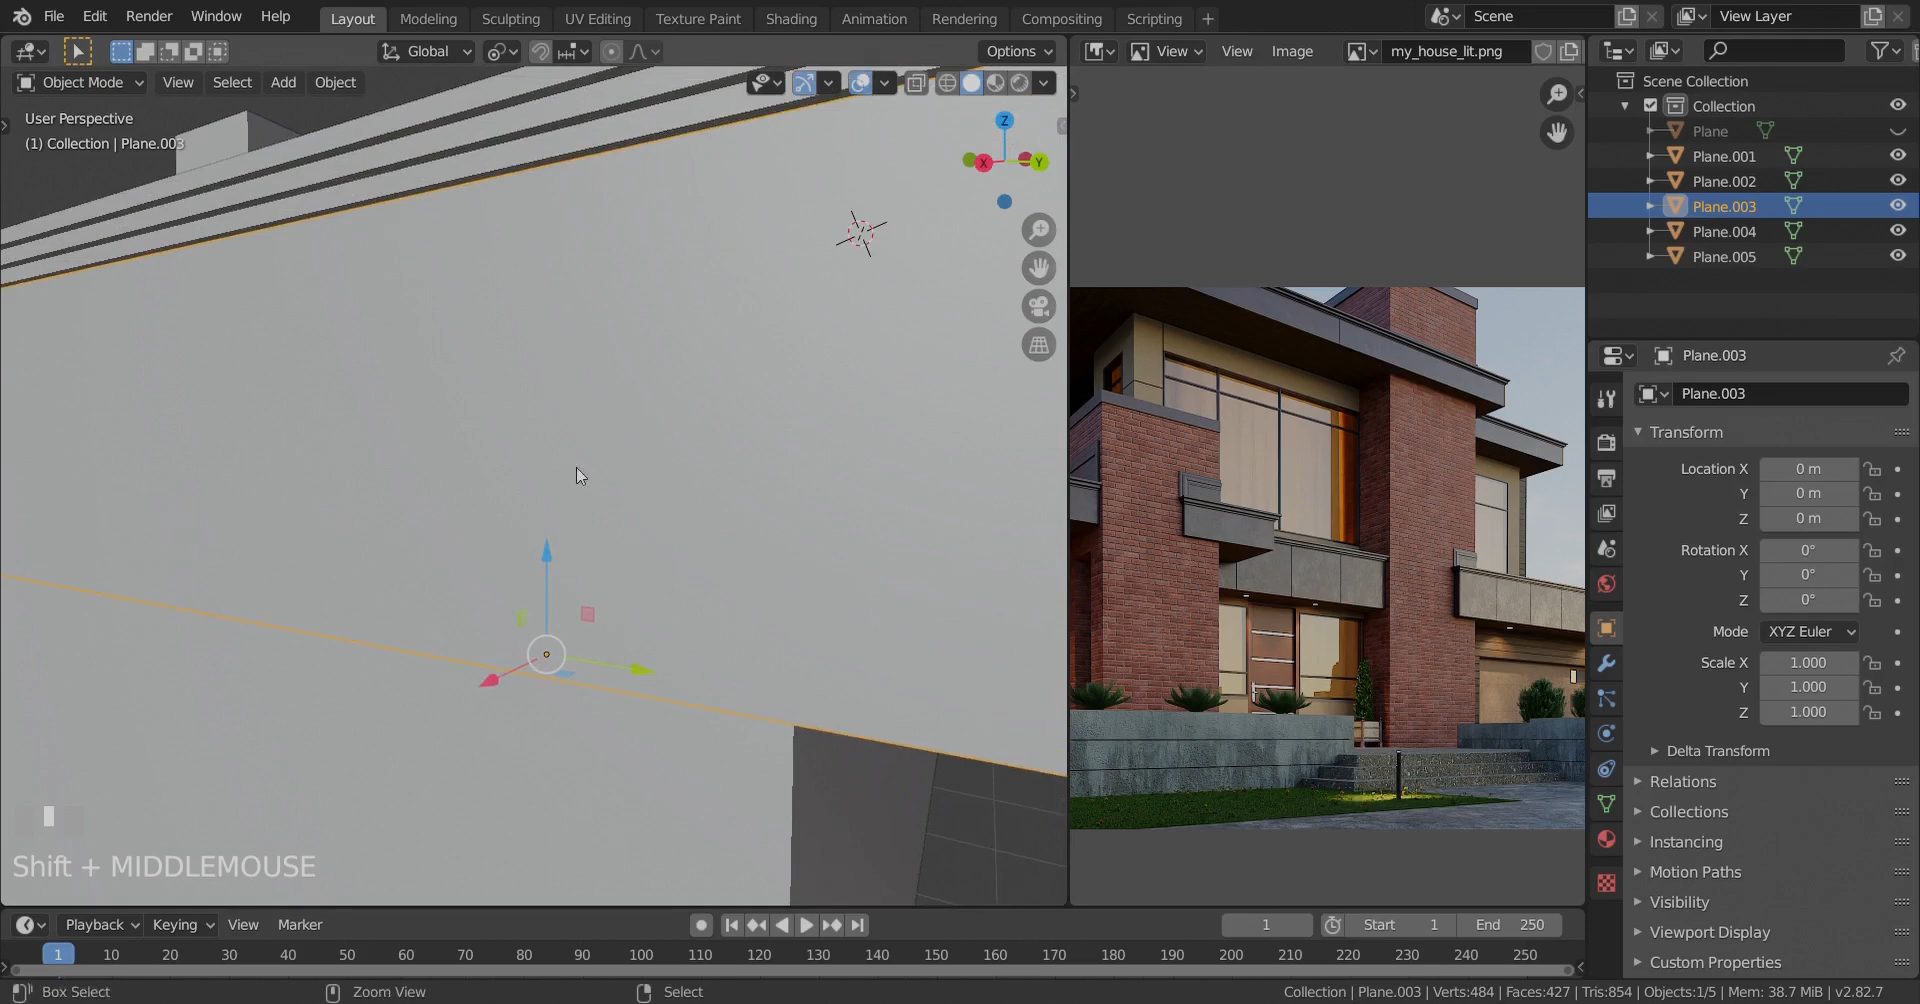 File Edit Render Window Help Layout Modeling Sculpting UV Editing Texture Paint Shading Animation Rendering Compositing Scripting + Scene View Layer
Global Options View View Image my_house_lit.png
Object Mode View Select Add Object
User Perspective
(1) Collection | Plane.003
Z
X
Y
Shift + MIDDLEMOUSE
Scene Collection
Collection
Plane
Plane.001
Plane.002
Plane.003
Plane.004
Plane.005
Plane.003
Plane.003
Transform
Location X 0 m
Y 0 m
Z 0 m
Rotation X 0°
Y 0°
Z 0°
Mode XYZ Euler
Scale X 1.000
Y 1.000
Z 1.000
Delta Transform
Relations
Collections
Instancing
Motion Paths
Visibility
Viewport Display
Custom Properties
Playback Keying View Marker 1 Start 1 End 250
1 10 20 30 40 50 60 70 80 90 100 110 120 130 140 150 160 170 180 190 200 210 220 230 240 250
Box Select Zoom View Select Collection | Plane.003 | Verts:484 | Faces:427 | Tris:854 | Objects:1/5 | Mem: 38.7 MiB | v2.82.7